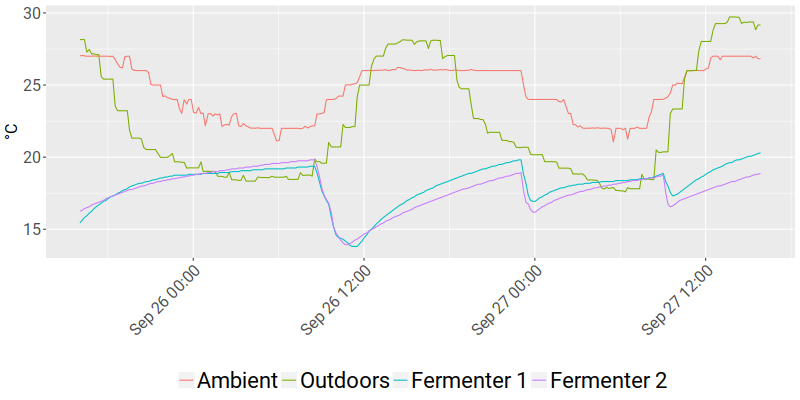 30
25
20
15
°C
Sep 26 00:00
Sep 26 12:00
Sep 27 00:00
Sep 27 12:00
Ambient Outdoors Fermenter 1 Fermenter 2